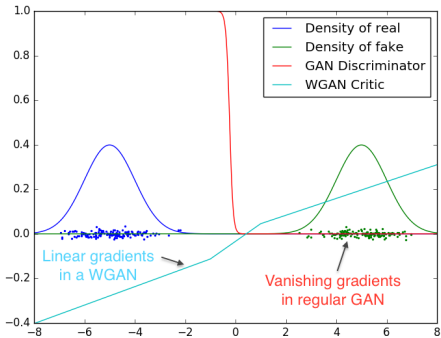 1.0
0.8
0.6
0.4
0.2
0.0
−0.2
−0.4
−8
−6
−4
−2
0
2
4
6
8
Density of real
Density of fake
GAN Discriminator
WGAN Critic
Linear gradients
in a WGAN
Vanishing gradients
in regular GAN